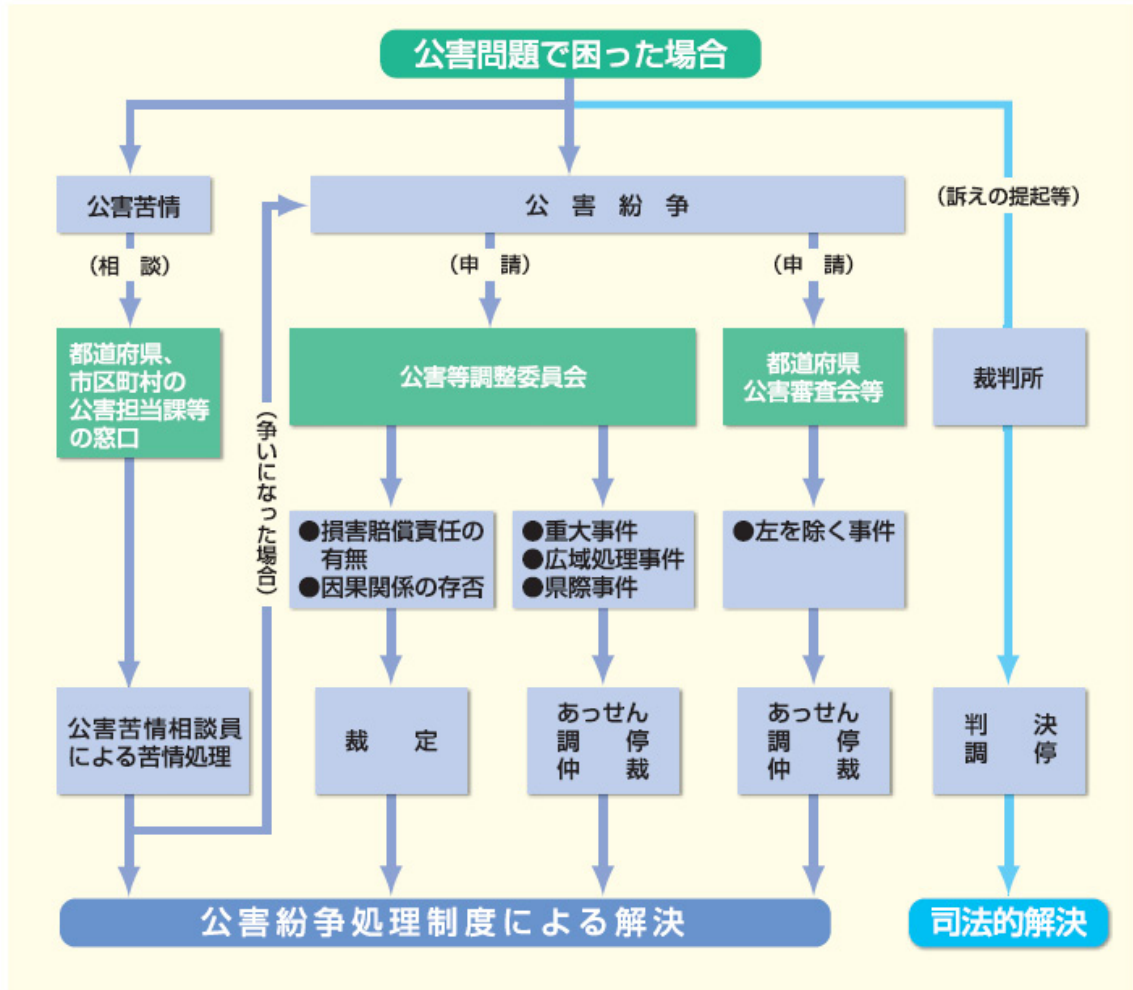 公害問題で困った場合
公害苦情
公害紛争
(訴えの提起等)
(相談)
(申請)
(申請)
都道府県、
市区町村の
公害担当課等
の窓口
(争いになった場合)
公害等調整委員会
都道府県
公害審査会等
裁判所
●損害賠償責任の
有無
●因果関係の存否
●重大事件
●広域処理事件
●県際事件
●左を除く事件
公害苦情相談員
による苦情処理
裁定
あっせん
調停
仲裁
あっせん
調停
仲裁
判決
調停
公害紛争処理制度による解決
司法的解決